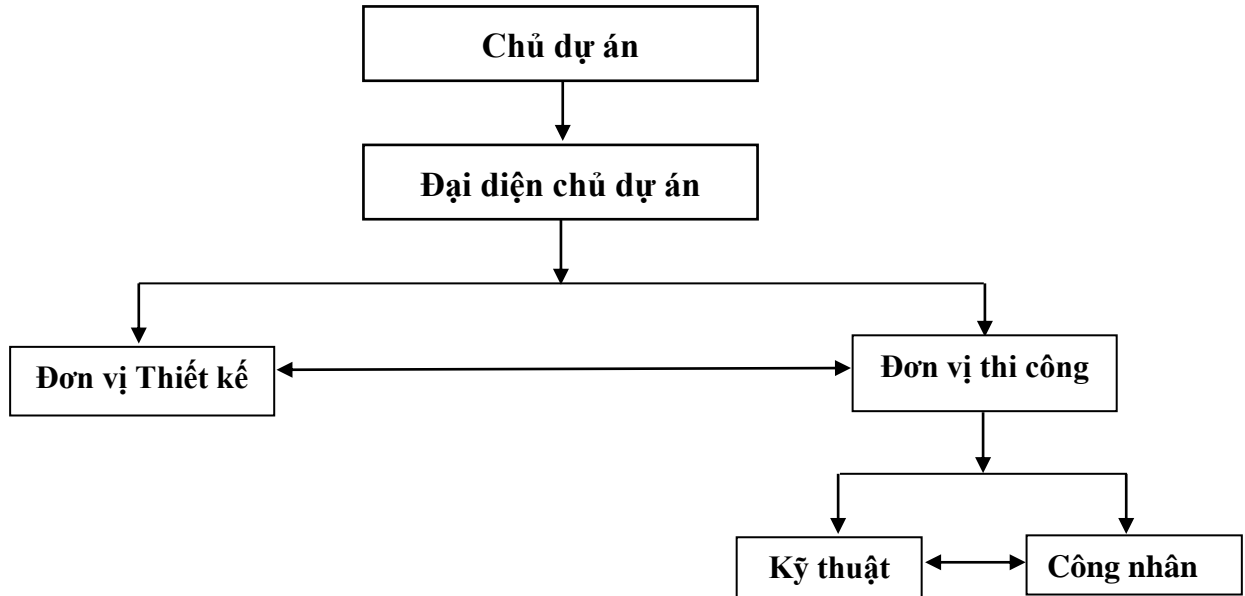 Chủ dự án
Đại diện chủ dự án
Đơn vị Thiết kế
Đơn vị thi công
Kỹ thuật
Công nhân